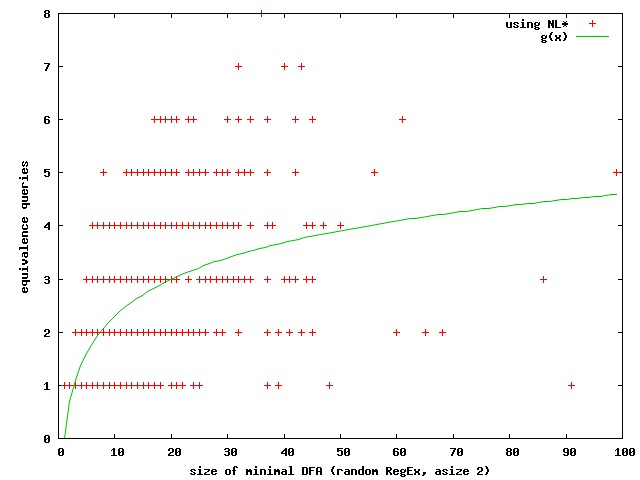 8
using NL*
g(x)
7
6
5
equivalence queries
4
3
2
1
0
0 10 20 30 40 50 60 70 80 90 100
size of minimal DFA (random RegEx, asize 2)